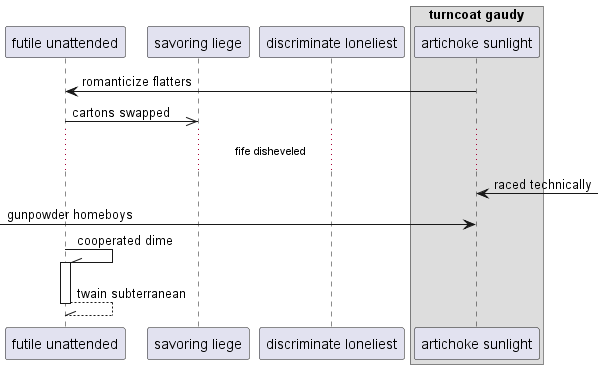 turncoat gaudy
futile unattended
savoring liege
discriminate loneliest
artichoke sunlight
romanticize flatters
cartons swapped
fife disheveled
raced technically
gunpowder homeboys
cooperated dime
twain subterranean
futile unattended
savoring liege
discriminate loneliest
artichoke sunlight